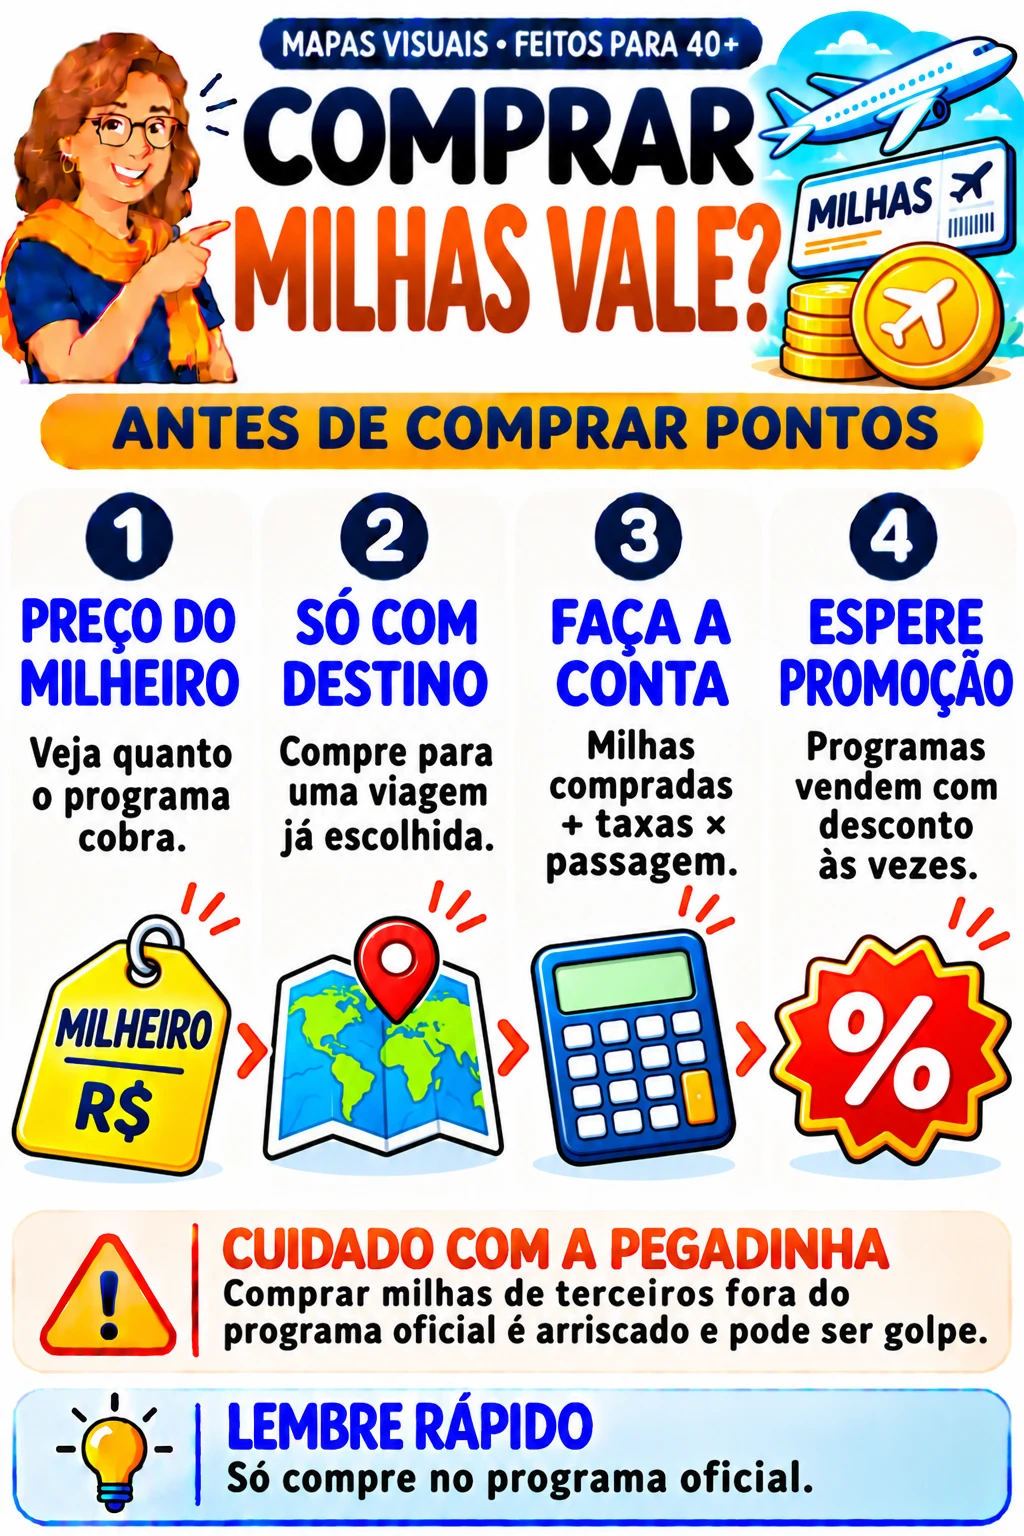 MAPAS VISUAIS • FEITOS PARA 40+
COMPRAR
MILHAS VALE?
MILHAS
ANTES DE COMPRAR PONTOS
1
PREÇO DO
MILHEIRO
Veja quanto
o programa
cobra.
MILHEIRO
R$
2
SÓ COM
DESTINO
Compre para
uma viagem
já escolhida.
3
FAÇA A
CONTA
Milhas
compradas
+ taxas ×
passagem.
4
ESPERE
PROMOÇÃO
Programas
vendem com
desconto
às vezes.
%
CUIDADO COM A PEGADINHA
Comprar milhas de terceiros fora do
programa oficial é arriscado e pode ser golpe.
LEMBRE RÁPIDO
Só compre no programa oficial.